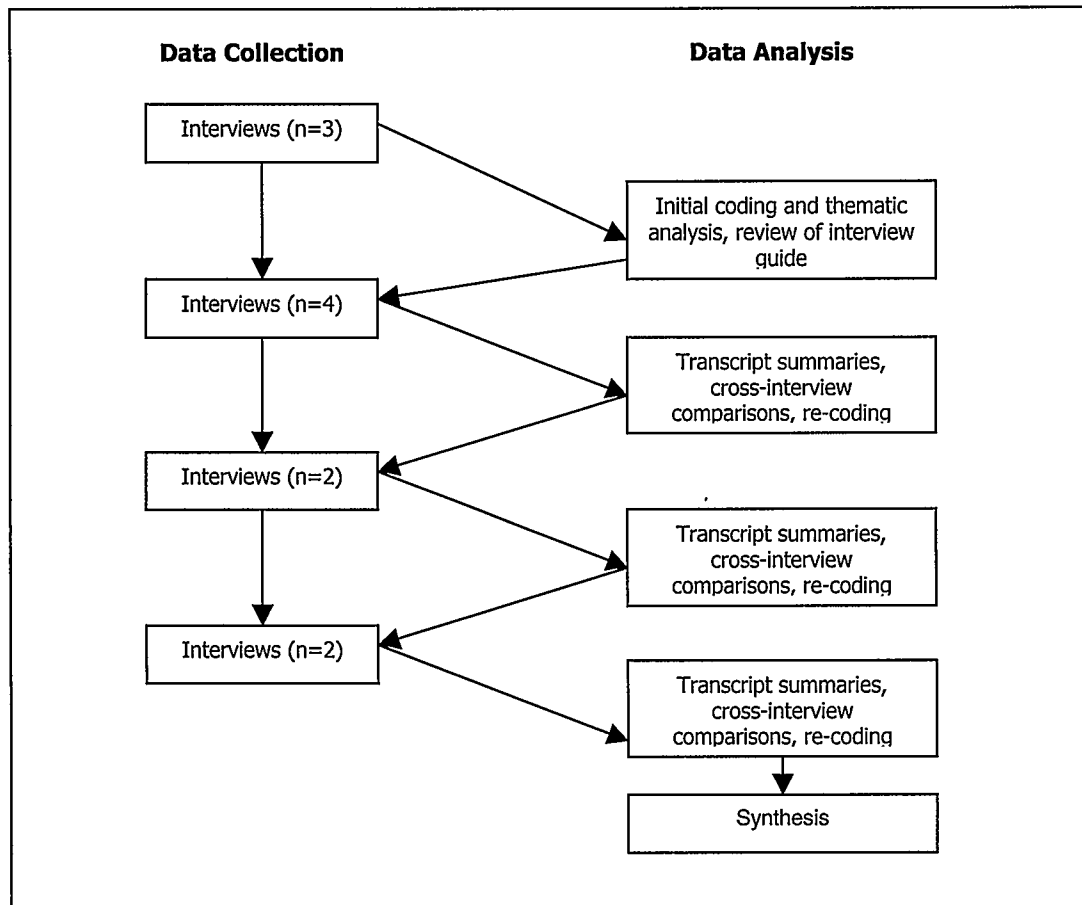 Data Collection
Data Analysis
Interviews (n=3)
Initial coding and thematic
analysis, review of interview
guide
Interviews (n=4)
Transcript summaries,
cross-interview
comparisons, re-coding
Interviews (n=2)
Transcript summaries,
cross-interview
comparisons, re-coding
Interviews (n=2)
Transcript summaries,
cross-interview
comparisons, re-coding
Synthesis